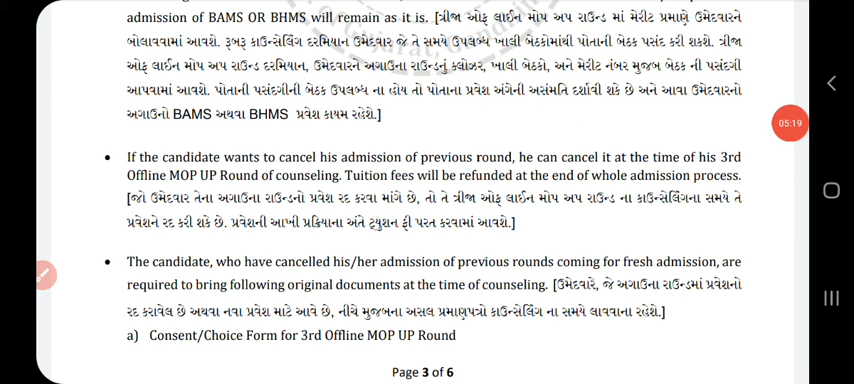 admission of BAMS OR BHMS will remain as it is. [ત્રીજા ઓફ લાઈન મોપ અપ રાઉન્ડ માં મેરીટ પ્રમાણે ઉમેદવારને
બોલાવવામાં આવશે. રૂબરૂ કાઉન્સેલિંગ દરમિયાન ઉમેદવાર જે તે સમયે ઉપલબ્ધ ખાલી બેઠકોમાંથી પોતાની બેઠક પસંદ કરી શકશે. ત્રીજા
ઓફ લાઈન મોપ અપ રાઉન્ડ દરમિયાન, ઉમેદવારને અગાઉના રાઉન્ડનું ક્લોઝર, ખાલી બેઠકો, અને મેરીટ નંબર મુજબ બેઠક ની પસંદગી
આપવામાં આવશે. પોતાની પસંદગીની બેઠક ઉપલબ્ધ ના હોય તો પોતાના પ્રવેશ અંગેની અસંમતિ દર્શાવી શકે છે અને આવા ઉમેદવારનો
અગાઉનો BAMS અથવા BHMS પ્રવેશ કાયમ રહેશે.]
05:19
• If the candidate wants to cancel his admission of previous round, he can cancel it at the time of his 3rd
Offline MOP UP Round of counseling. Tuition fees will be refunded at the end of whole admission process.
[જો ઉમેદવાર તેના અગાઉના રાઉન્ડનો પ્રવેશ રદ કરવા માંગે છે, તો તે ત્રીજા ઓફ લાઈન મોપ અપ રાઉન્ડ ના કાઉન્સેલિંગના સમયે તે
પ્રવેશને રદ કરી શકે છે. પ્રવેશની આખી પ્રક્રિયાના અંતે ટ્યુશન ફી પરત કરવામાં આવશે.]
• The candidate, who have cancelled his/her admission of previous rounds coming for fresh admission, are
required to bring following original documents at the time of counseling. [ઉમેદવારે, જે અગાઉના રાઉન્ડમાં પ્રવેશનો
રદ કરાવેલ છે અથવા નવા પ્રવેશ માટે આવે છે, નીચે મુજબના અસલ પ્રમાણપત્રો કાઉન્સેલિંગ ના સમયે લાવવાના રહેશે.]
a) Consent/Choice Form for 3rd Offline MOP UP Round
Page 3 of 6